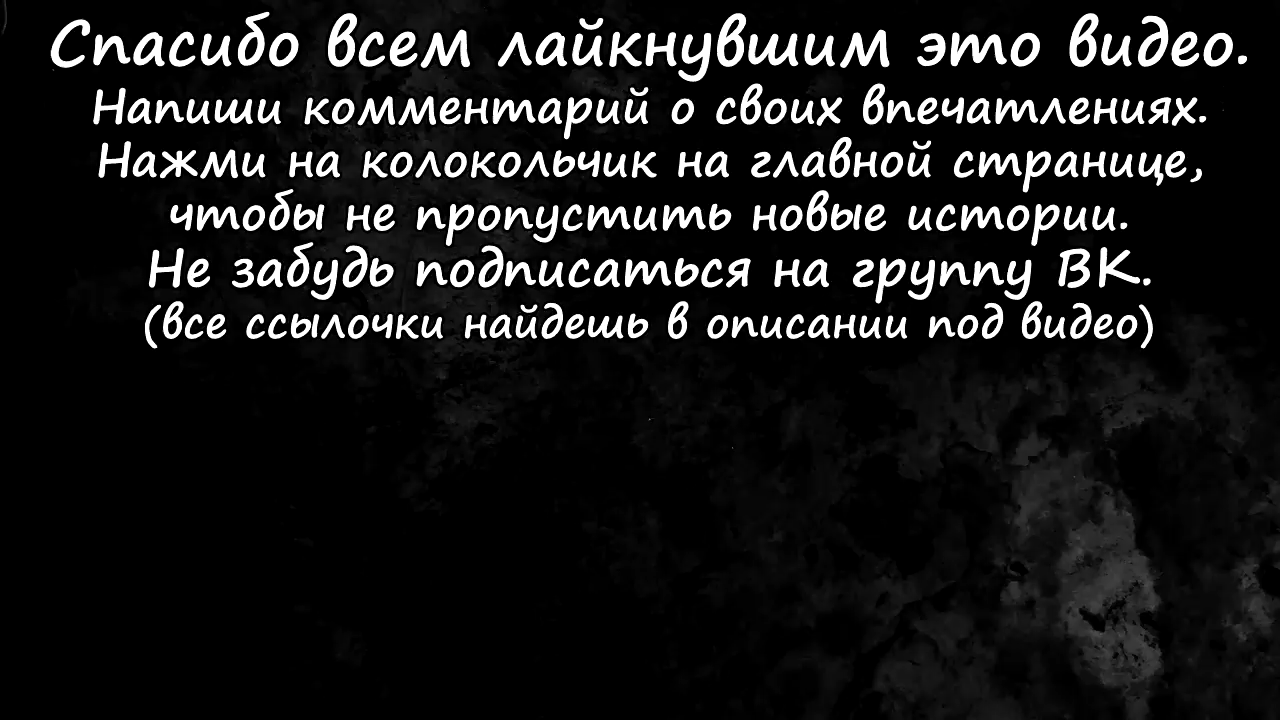 Спасибо всем лайкнувшим это видео.
Напиши комментарий о своих впечатлениях.
Нажми на колокольчик на главной странице,
чтобы не пропустить новые истории.
Не забудь подписаться на группу ВК.
(все ссылочки найдешь в описании под видео)